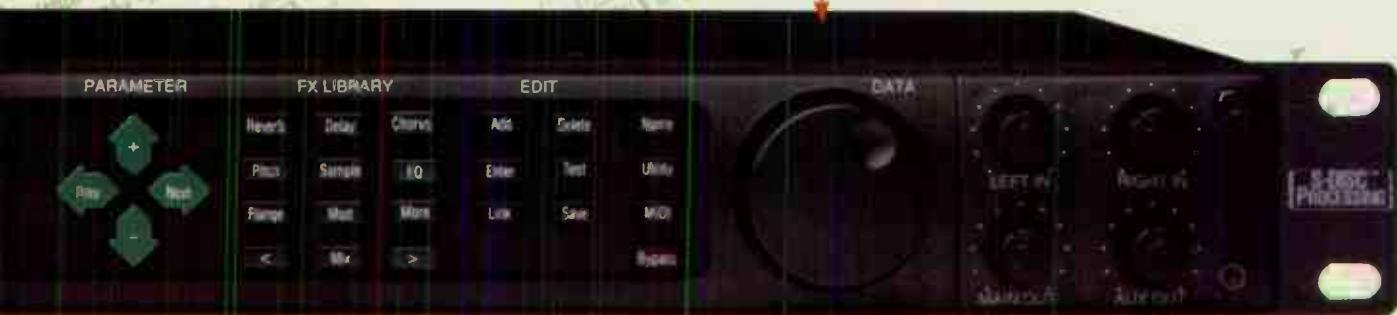 PARAMETER FX LIBRARY EDIT DATA
Reverb Delay Chorus Add Delete Name
+
Pitch Sample EQ Enter Test Utility
Prev Next
Flange Mod More Link Save MIDI
-
< Mix > Bypass
LEFT IN RIGHT IN
MAIN OUT AUX OUT
S-DISC
PROCESSING